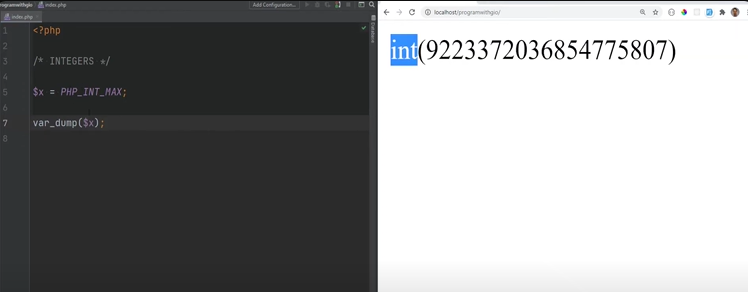 programwithgio
index.php
Add Configuration...
index.php
1 <?php
2
3 /* INTEGERS */
4
5 $x = PHP_INT_MAX;
6
7 var_dump($x);
8
Database
localhost/programwithgio/
int(9223372036854775807)